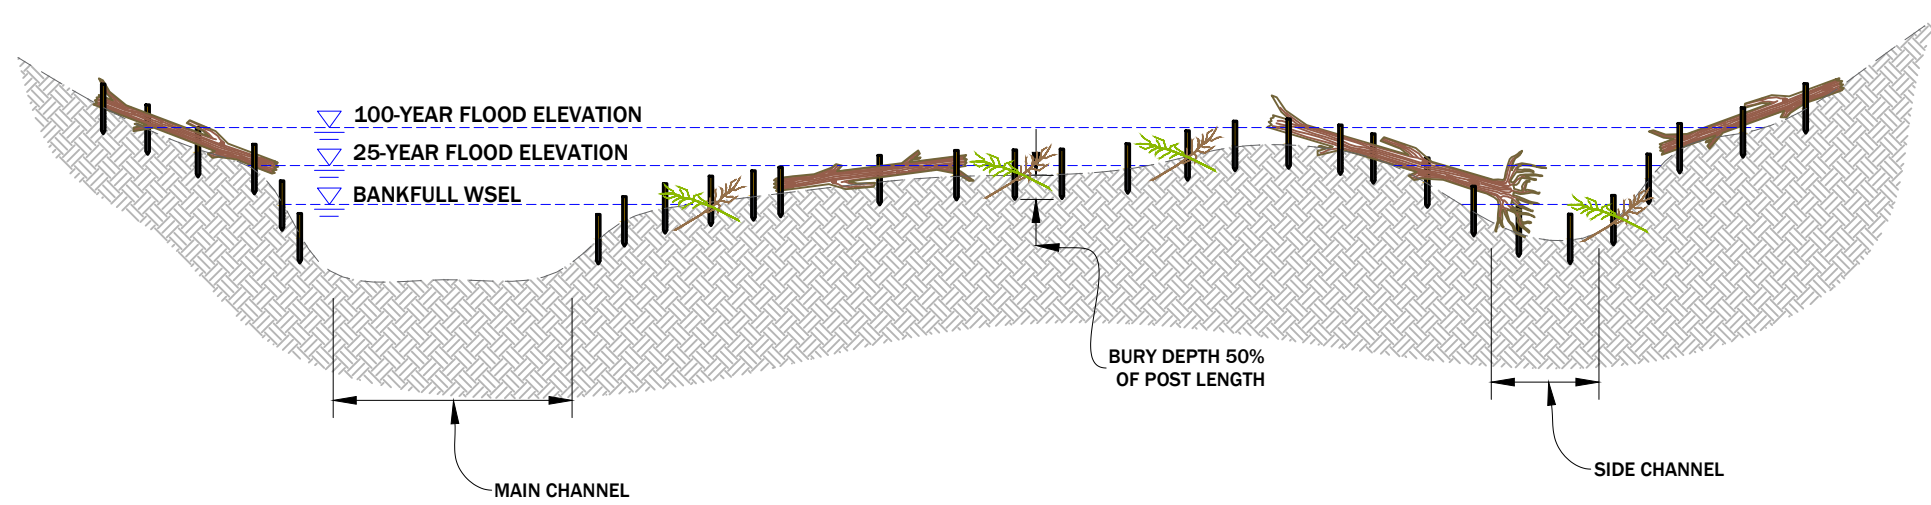 100-YEAR FLOOD ELEVATION
25-YEAR FLOOD ELEVATION
BANKFULL WSEL
BURY DEPTH 50%
OF POST LENGTH
SIDE CHANNEL
MAIN CHANNEL